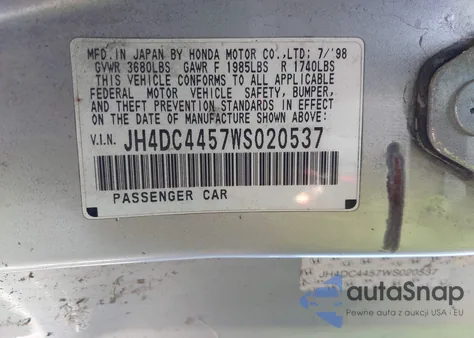 MFD. IN JAPAN BY HONDA MOTOR CO., LTD; 7/'98
GVWR 3680LBS GAWR F 1985LBS R 1740LBS
THIS VEHICLE CONFORMS TO ALL APPLICABLE
FEDERAL MOTOR VEHICLE SAFETY, BUMPER,
AND THEFT PREVENTION STANDARDS IN EFFECT
ON THE DATE OF MANUFACTURE SHOWN ABOVE.
V.I.N. JH4DC4457WS020537
PASSENGER CAR
JH4DC4457WS020537
autoSnap
Pewne auta z aukcji USA i EU